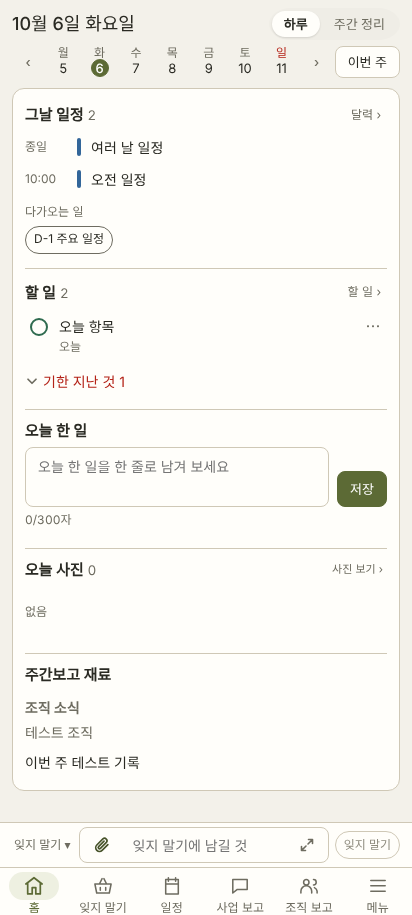 10월 6일 화요일
하루
주간 정리
‹
월
5
화
6
수
7
목
8
금
9
토
10
일
11
›
이번 주
그날 일정 2
달력 ›
종일
여러 날 일정
10:00
오전 일정
다가오는 일
D-1 주요 일정
할 일 2
할 일 ›
오늘 항목
...
오늘
기한 지난 것 1
오늘 한 일
오늘 한 일을 한 줄로 남겨 보세요
저장
0/300자
오늘 사진 0
사진 보기 ›
없음
주간보고 재료
조직 소식
테스트 조직
이번 주 테스트 기록
잊지 말기 ▾
잊지 말기에 남길 것
잊지 말기
홈
잊지 말기
일정
사업 보고
조직 보고
메뉴